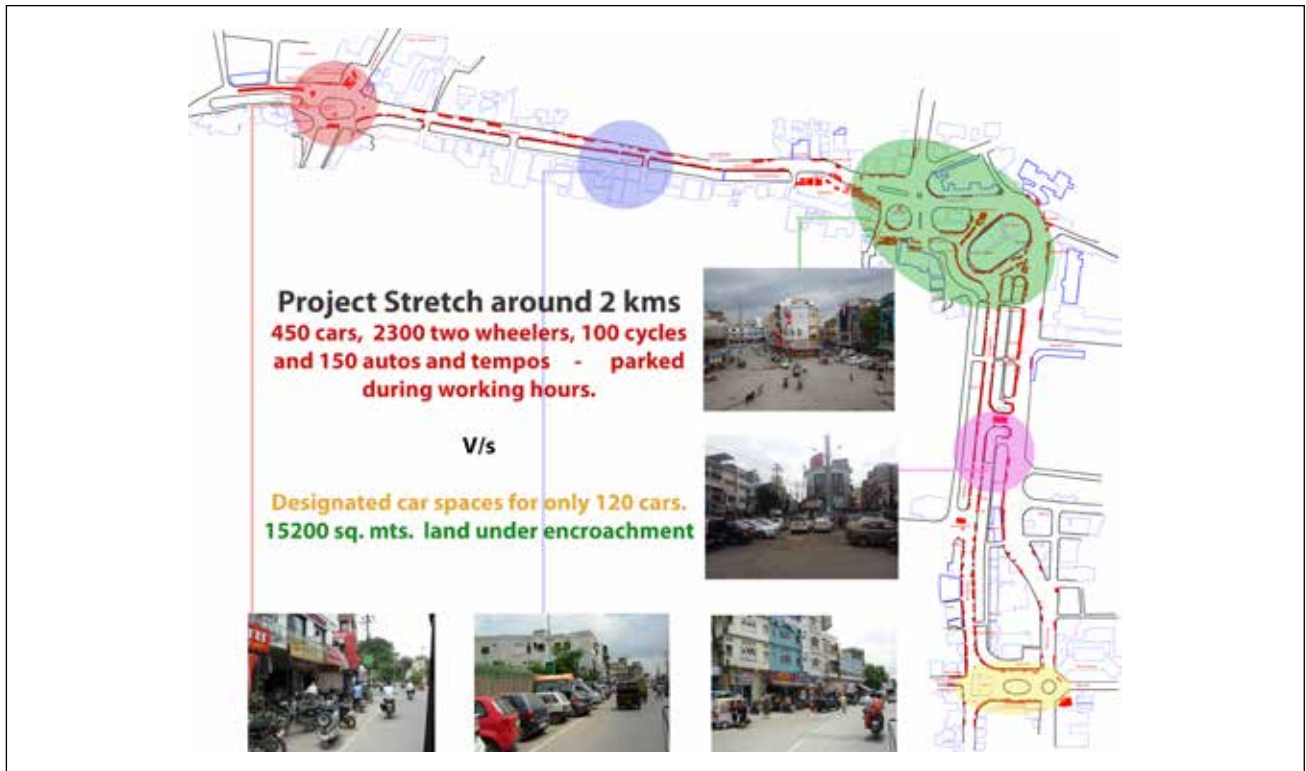 Project Stretch around 2 kms
450 cars, 2300 two wheelers, 100 cycles
and 150 autos and tempos - parked
during working hours.
V/s
Designated car spaces for only 120 cars.
15200 sq. mts. land under encroachment